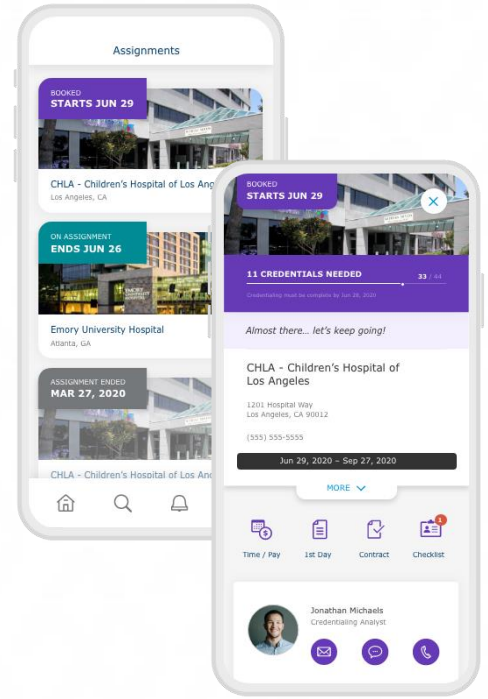 Assignments
BOOKED
STARTS JUN 29
CHLA - Children's Hospital of Los Ang
Los Angeles, CA
ON ASSIGNMENT
ENDS JUN 26
EMORY
Emory University Hospital
Atlanta, GA
ASSIGNMENT ENDED
MAR 27, 2020
CHLA - Children's Hospital of Los An
BOOKED
STARTS JUN 29
11 CREDENTIALS NEEDED
33 / 44
Credentialing must be complete by Jun 29, 2020
Almost there... let's keep going!
CHLA - Children's Hospital of
Los Angeles
1201 Hospital Way
Los Angeles, CA 90012
(555) 555-5555
Jun 29, 2020 – Sep 27, 2020
MORE
1
Time / Pay
1st Day
Contract
Checklist
Jonathan Michaels
Credentialing Analyst